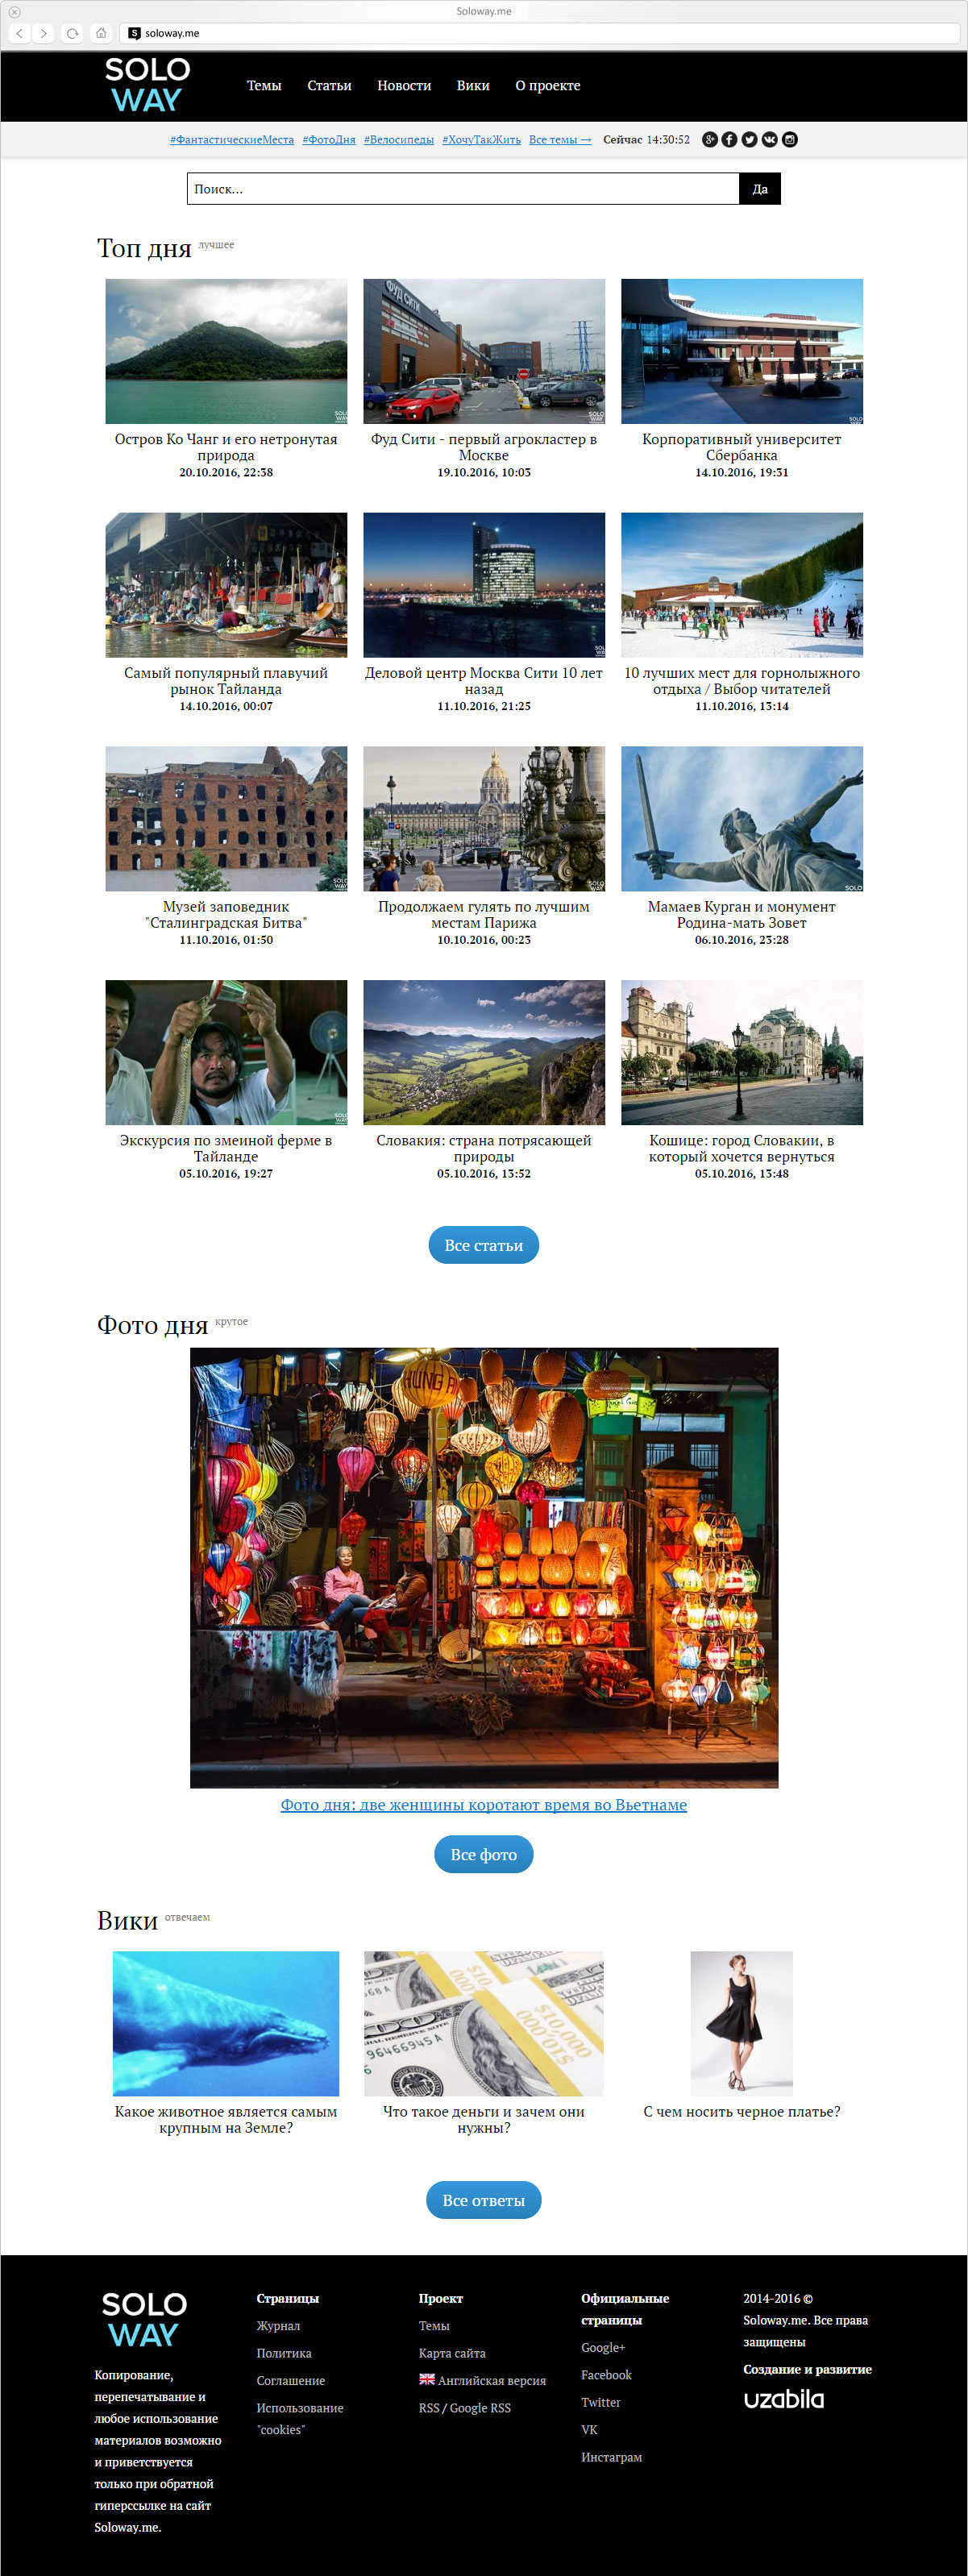 Soloway.me
soloway.me
SOLO
WAY
Темы Статьи Новости Вики О проекте
#ФантастическиеМеста #ФотоДня #Велосипеды #ХочуТакЖить Все темы → Сейчас 14:30:52
Поиск... Да
Топ дня лучшее
ФУД СИТИ
Остров Ко Чанг и его нетронутая
природа
20.10.2016, 22:38
Фуд Сити - первый агрокластер в
Москве
19.10.2016, 10:03
Корпоративный университет
Сбербанка
14.10.2016, 19:31
Самый популярный плавучий
рынок Тайланда
14.10.2016, 00:07
Деловой центр Москва Сити 10 лет
назад
11.10.2016, 21:25
10 лучших мест для горнолыжного
отдыха / Выбор читателей
11.10.2016, 13:14
Музей заповедник
"Сталинградская Битва"
11.10.2016, 01:50
Продолжаем гулять по лучшим
местам Парижа
10.10.2016, 00:23
Мамаев Курган и монумент
Родина-мать Зовет
06.10.2016, 23:28
Экскурсия по змеиной ферме в
Тайланде
05.10.2016, 19:27
Словакия: страна потрясающей
природы
05.10.2016, 13:52
Кошице: город Словакии, в
который хочется вернуться
05.10.2016, 13:48
Все статьи
Фото дня крутое
Фото дня: две женщины коротают время во Вьетнаме
Все фото
Вики отвечаем
Какое животное является самым
крупным на Земле?
Что такое деньги и зачем они
нужны?
С чем носить черное платье?
Все ответы
SOLO
WAY
Копирование,
перепечатывание и
любое использование
материалов возможно
и приветствуется
только при обратной
гиперссылке на сайт
Soloway.me.
Страницы
Журнал
Политика
Соглашение
Использование
"cookies"
Проект
Темы
Карта сайта
Английская версия
RSS / Google RSS
Официальные
страницы
Google+
Facebook
Twitter
VK
Инстаграм
2014-2016 ©
Soloway.me. Все права
защищены
Создание и развитие
uzabila